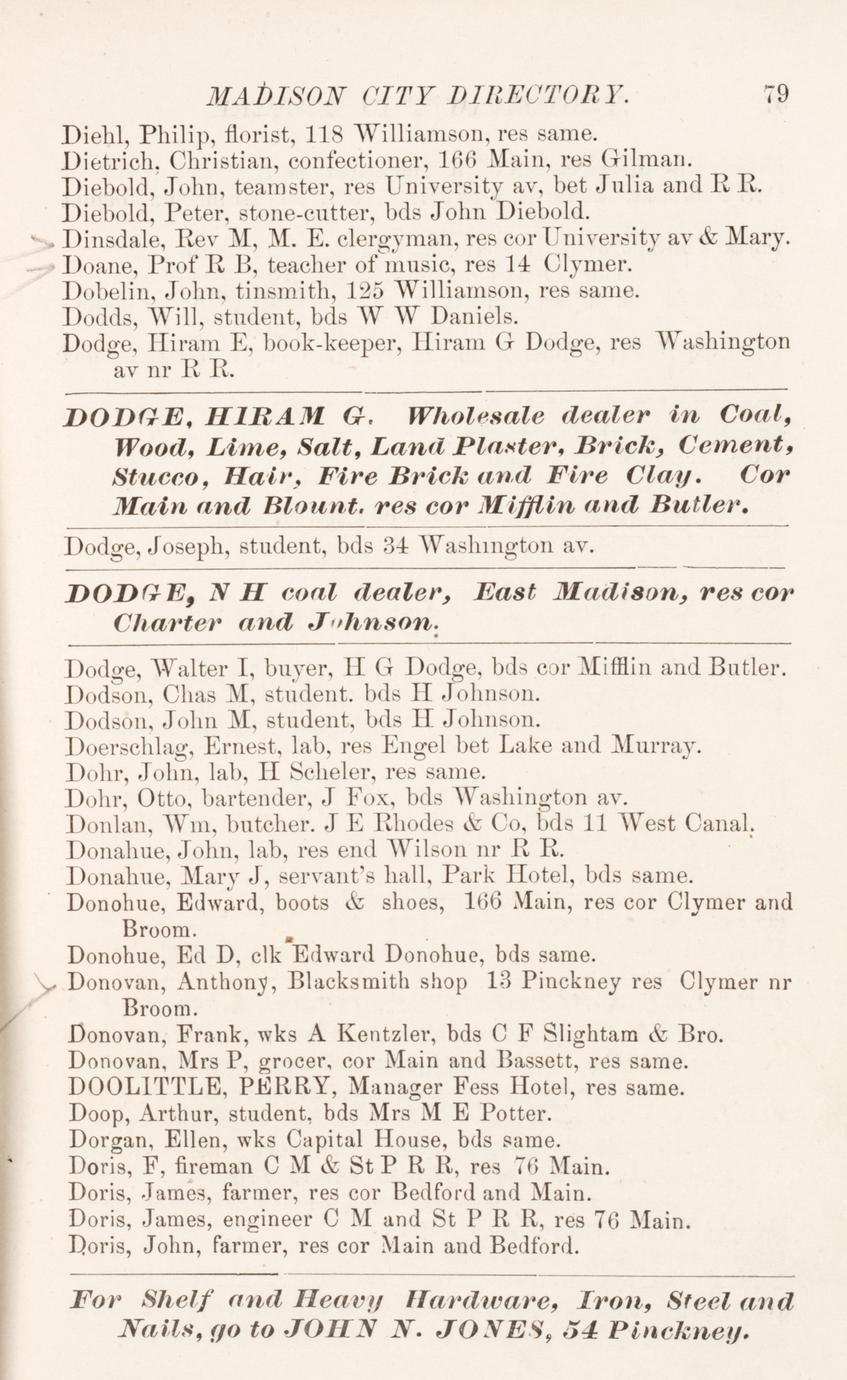 MADISON CITY DIRECTORY. 79
Diehl, Philip, florist, 118 Williamson, res same.
Dietrich, Christian, confectioner, 166 Main, res Gilman.
Diebold, John, teamster, res University av, bet Julia and R R.
Diebold, Peter, stone-cutter, bds John Diebold.
Dinsdale, Rev M, M. E. clergyman, res cor University av & Mary.
Doane, Prof R B, teacher of music, res 14 Clymer.
Dobelin, John, tinsmith, 125 Williamson, res same.
Dodds, Will, student, bds W W Daniels.
Dodge, Hiram E, book-keeper, Hiram G Dodge, res Washington
av nr R R.
DODGE, HIRAM G. Wholesale dealer in Coal,
Wood, Lime, Salt, Land Plaster, Brick, Cement,
Stucco, Hair, Fire Brick and Fire Clay. Cor
Main and Blount. res cor Mifflin and Butler.
Dodge, Joseph, student, bds 34 Washington av.
DODGE, N H coal dealer, East Madison, res cor
Charter and Johnson.
Dodge, Walter I, buyer, H G Dodge, bds cor Mifflin and Butler.
Dodson, Chas M, student. bds H Johnson.
Dodson, John M, student, bds H Johnson.
Doerschlag, Ernest, lab, res Engel bet Lake and Murray.
Dohr, John, lab, H Scheler, res same.
Dohr, Otto, bartender, J Fox, bds Washington av.
Donlan, Wm, butcher. J E Rhodes & Co, bds 11 West Canal.
Donahue, John, lab, res end Wilson nr R R.
Donahue, Mary J, servant's hall, Park Hotel, bds same.
Donohue, Edward, boots & shoes, 166 Main, res cor Clymer and
Broom.
Donohue, Ed D, clk Edward Donohue, bds same.
Donovan, Anthony, Blacksmith shop 13 Pinckney res Clymer nr
Broom.
Donovan, Frank, wks A Kentzler, bds C F Slightam & Bro.
Donovan, Mrs P, grocer, cor Main and Bassett, res same.
DOOLITTLE, PERRY, Manager Fess Hotel, res same.
Doop, Arthur, student, bds Mrs M E Potter.
Dorgan, Ellen, wks Capital House, bds same.
Doris, F, fireman C M & St P R R, res 76 Main.
Doris, James, farmer, res cor Bedford and Main.
Doris, James, engineer C M and St P R R, res 76 Main.
Doris, John, farmer, res cor Main and Bedford.
For Shelf and Heavy Hardware, Iron, Steel and
Nails, go to JOHN N. JONES, 54 Pinckney.